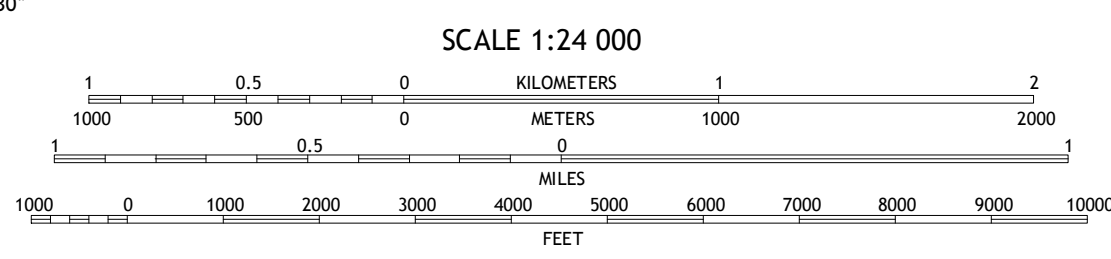 30"
SCALE 1:24 000
1 0.5 0 KILOMETERS 1 2
1000 500 0 METERS 1000 2000
1 0.5 0 1
MILES
1000 0 1000 2000 3000 4000 5000 6000 7000 8000 9000 10000
FEET